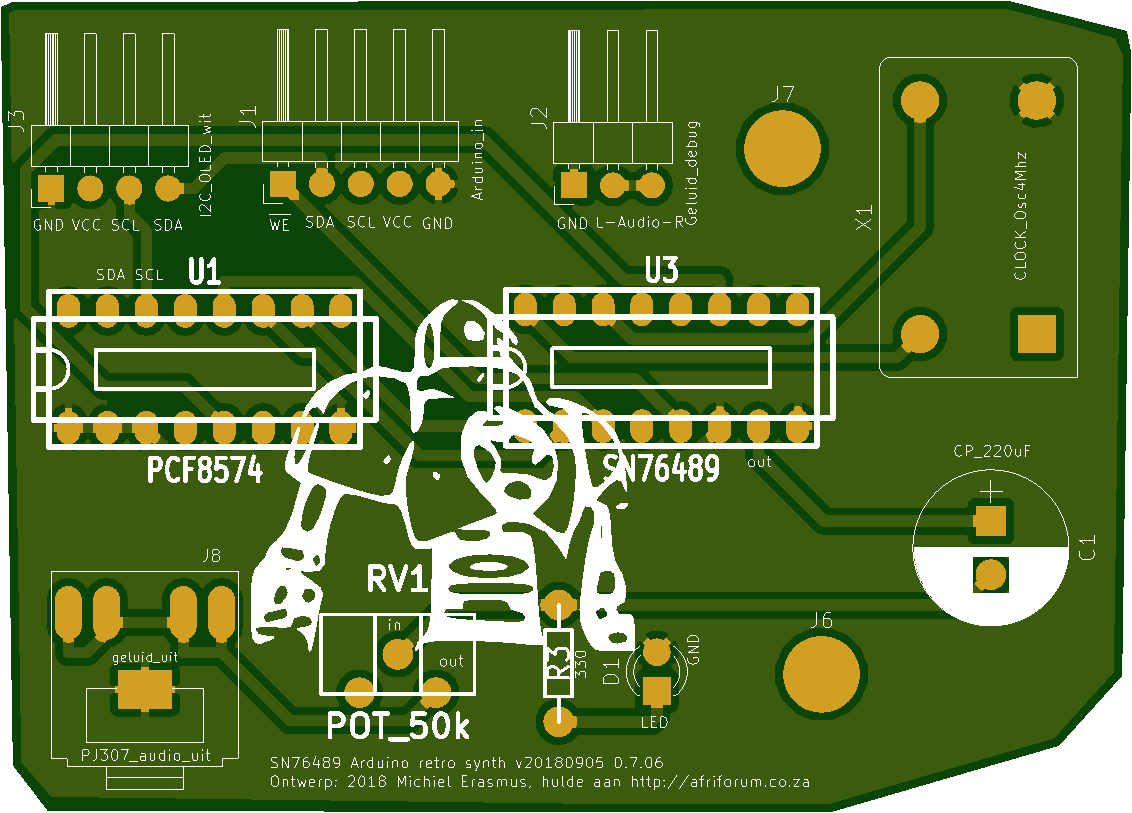 J3
I2C_OLED_wit
GND VCC SCL SDA
J1
Arduino_in
WE SDA SCL VCC GND
J2
Geluid_debug
GND L-Audio-R
J7
X1
CLOCK_Osc4Mhz
SDA SCL
U1
PCF8574
U3
SN76489
out
CP_220uF
+
C1
J8
geluid_uit
PJ307_audio_uit
RV1
in
out
POT_50k
R3
330
D1
GND
LED
J6
SN76489 Arduino retro synth v20180905 0.7.06
Ontwerp: 2018 Michiel Erasmus, hulde aan http://afriforum.co.za